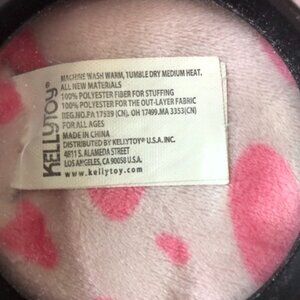 KELLYTOY®
MACHINE WASH WARM, TUMBLE DRY MEDIUM HEAT.
ALL NEW MATERIALS
100% POLYESTER FIBER FOR STUFFING
100% POLYESTER FOR THE OUT-LAYER FABRIC
REG.NO.PA 17539 (CN), OH 17499.MA 3353(CN)
FOR ALL AGES
MADE IN CHINA
DISTRIBUTED BY KELLYTOY® U.S.A. INC.
4811 S. ALAMEDA STREET
LOS ANGELES, CA 90058 U.S.A.
www.kellytoy.com